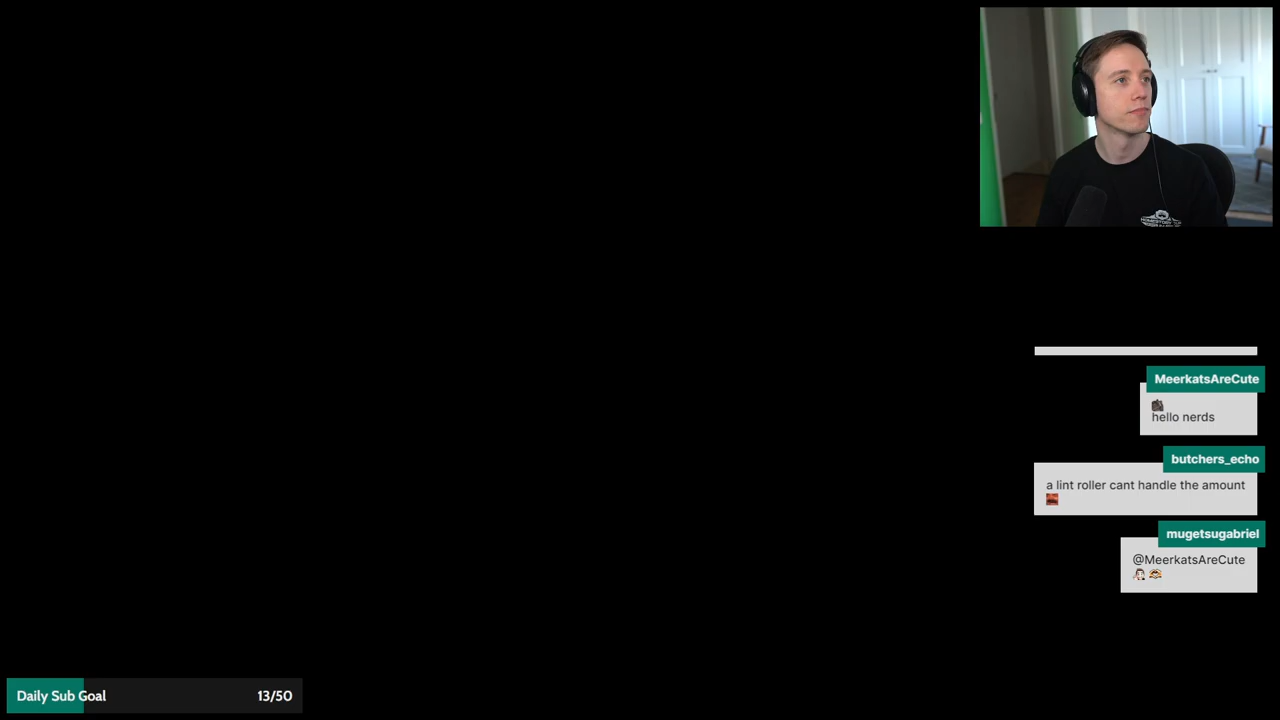 MeerkatsAreCute
hello nerds
butchers_echo
a lint roller cant handle the amount
mugetsugabriel
@MeerkatsAreCute
Daily Sub Goal 13/50